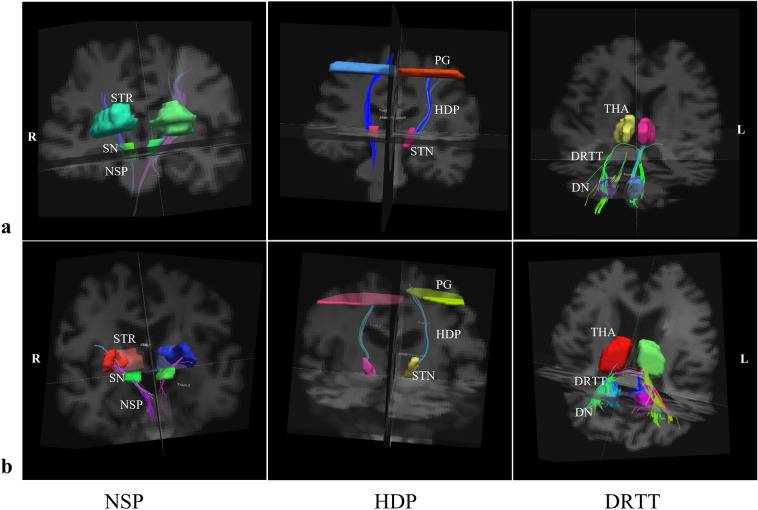 STR
SN
NSP
R
a
PG
HDP
STN
THA
DRTT
DN
L
STR
SN
NSP
R
b
PG
HDP
STN
THA
DRTT
DN
L
NSP HDP DRTT